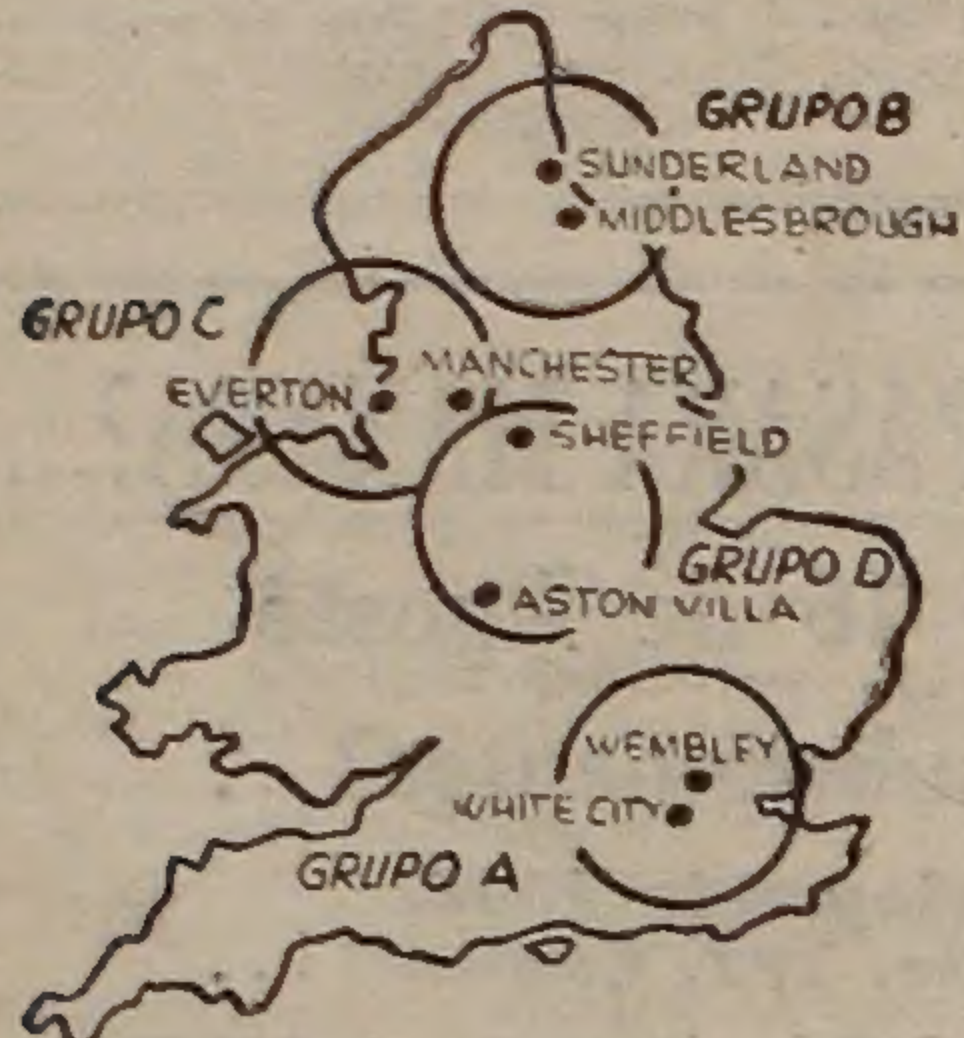 GRUPO B
SUNDERLAND
MIDDLESBROUGH
GRUPO C
MANCHESTER
EVERTON
SHEFFIELD
GRUPO D
ASTON VILLA
WEMBLEY
WHITE CITY
GRUPO A